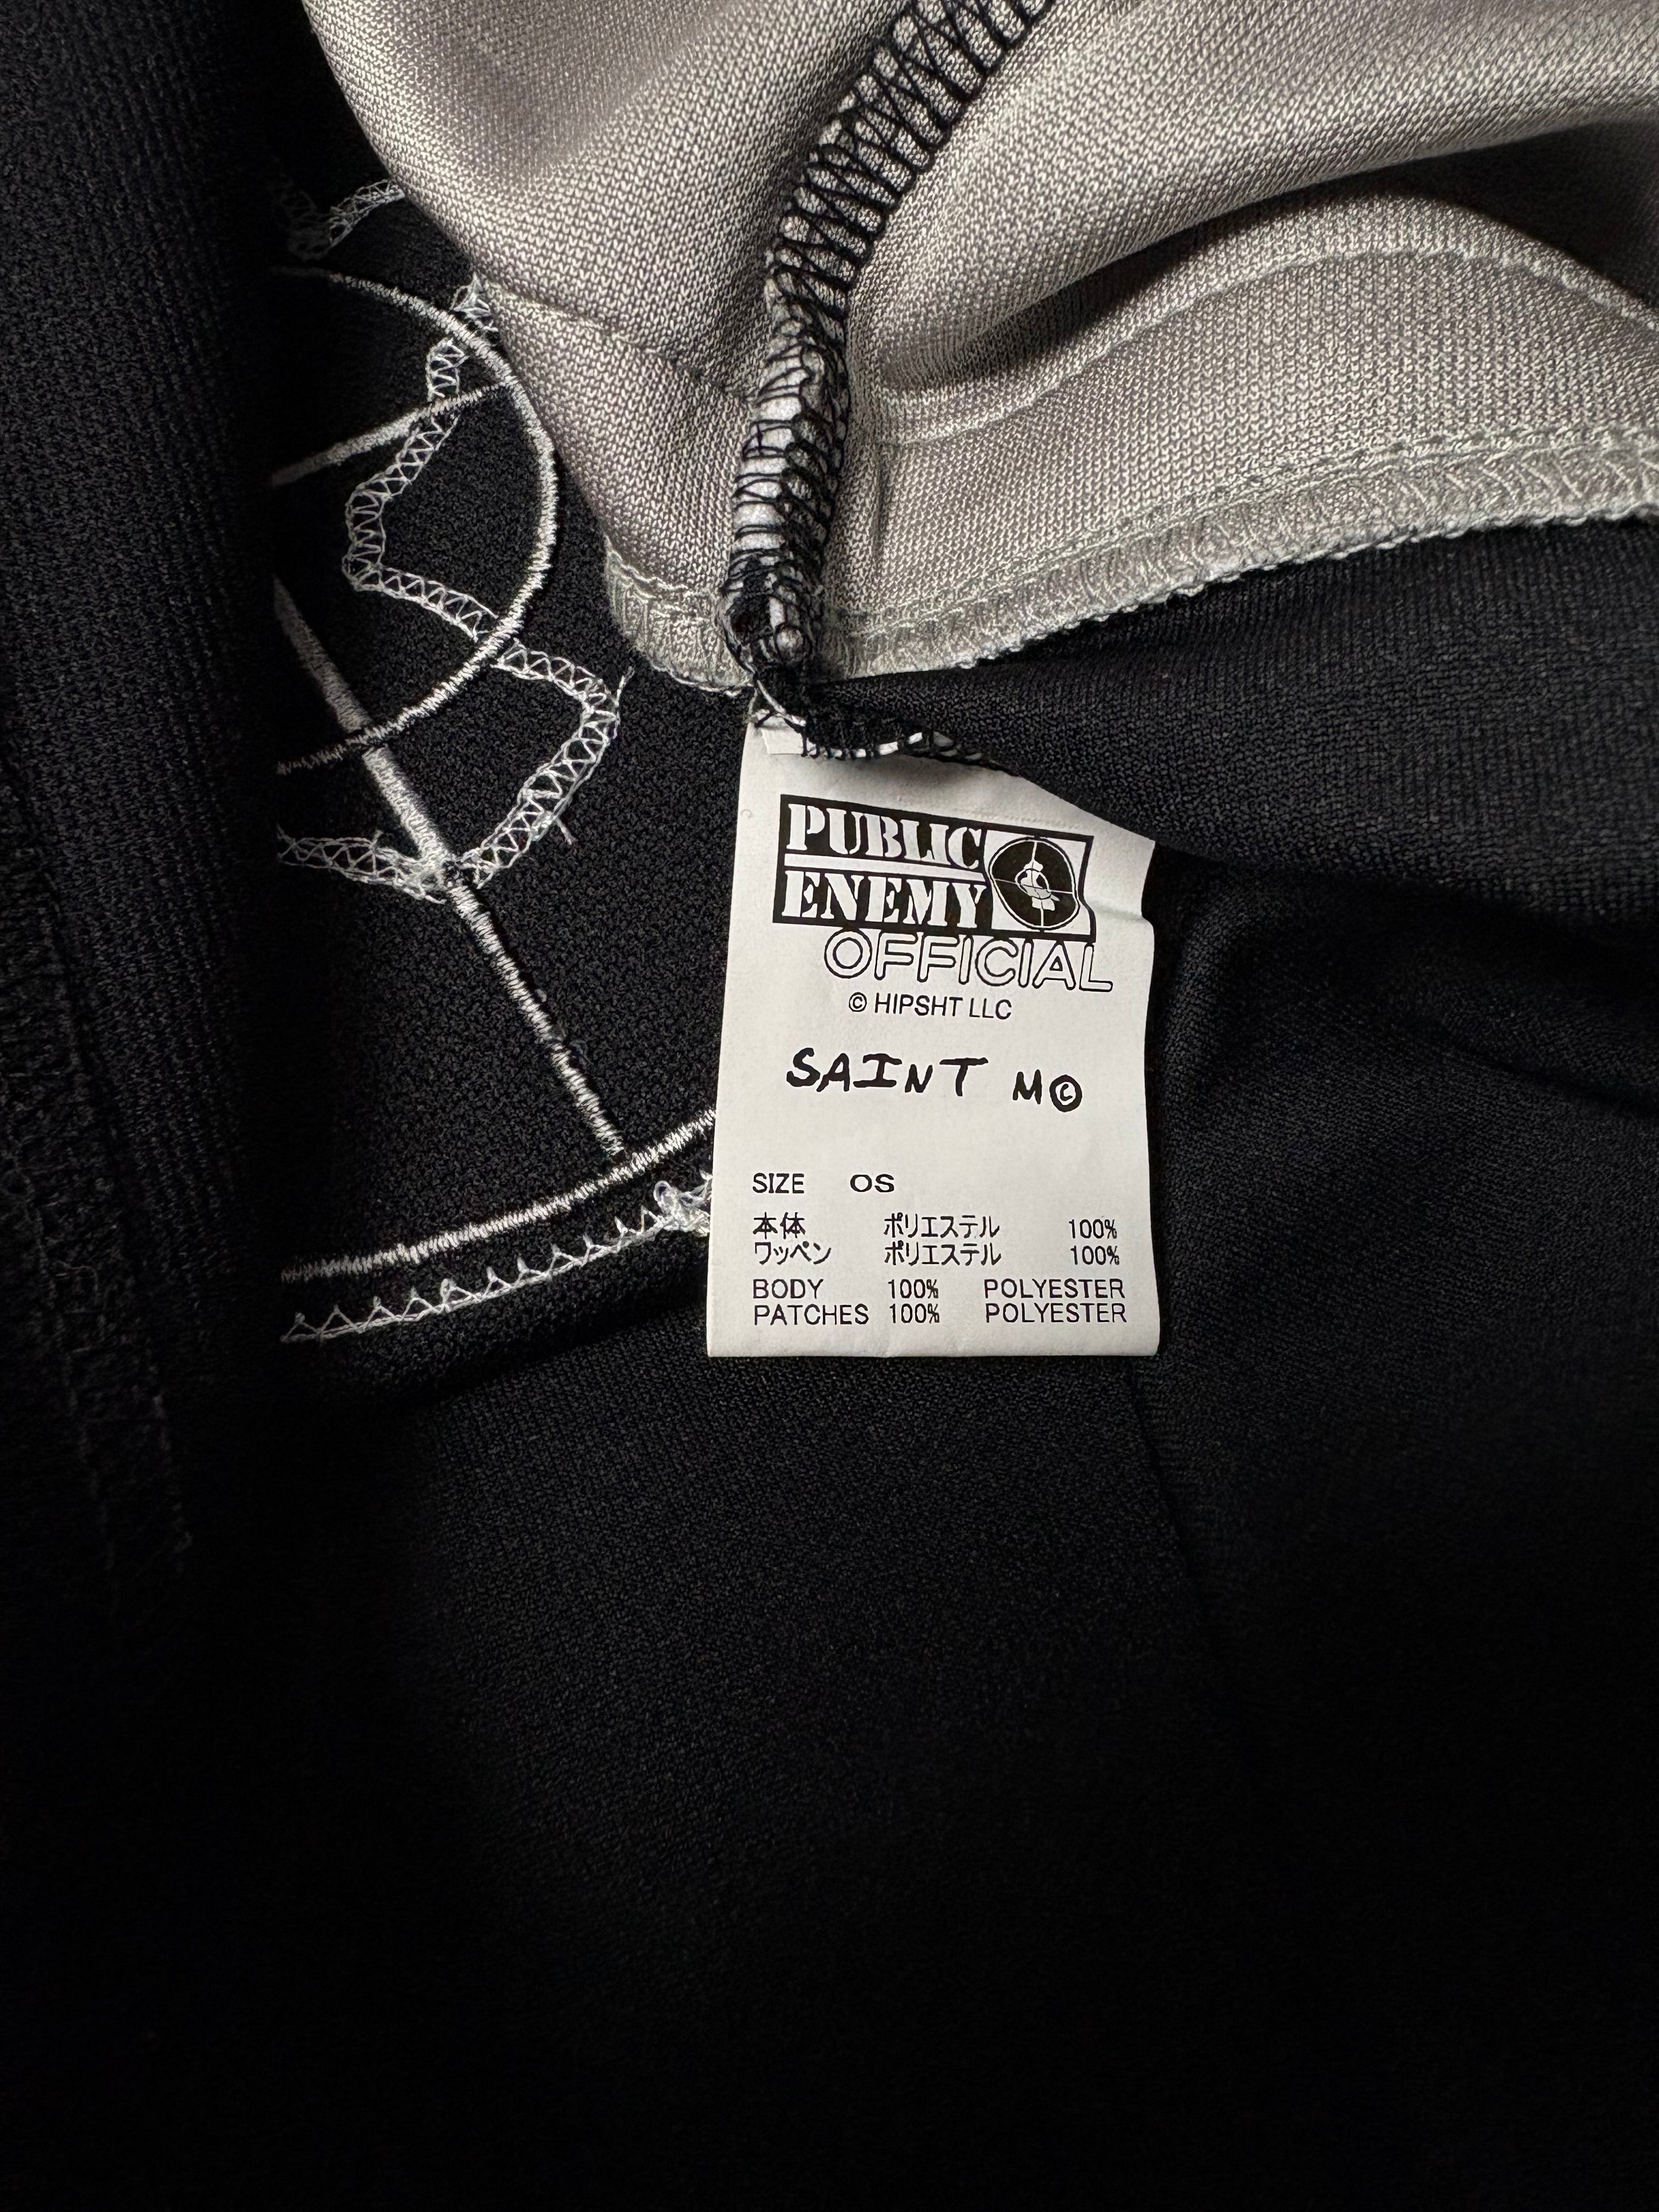 PUBLIC
ENEMY
OFFICIAL
© HIPSHT LLC
SAINT M©
SIZE OS
本体 ポリエステル 100%
ワッペン ポリエステル 100%
BODY 100% POLYESTER
PATCHES 100% POLYESTER